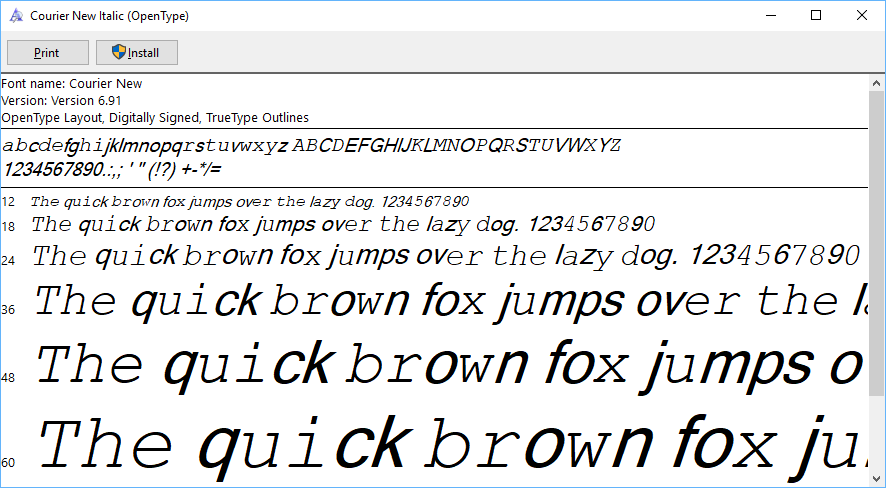 Courier New Italic (OpenType)
Print Install
Font name: Courier New
Version: Version 6.91
OpenType Layout, Digitally Signed, TrueType Outlines
abcdefghijklmnopqrstuvwxyz ABCDEFGHIJKLMNOPQRSTUVWXYZ
1234567890.:,; ' " (!?) +-*/=
12 The quick brown fox jumps over the lazy dog. 1234567890
18 The quick brown fox jumps over the lazy dog. 1234567890
24 The quick brown fox jumps over the lazy dog. 1234567890
36 The quick brown fox jumps over the l
48 The quick brown fox jumps o
60 The quick brown fox ju